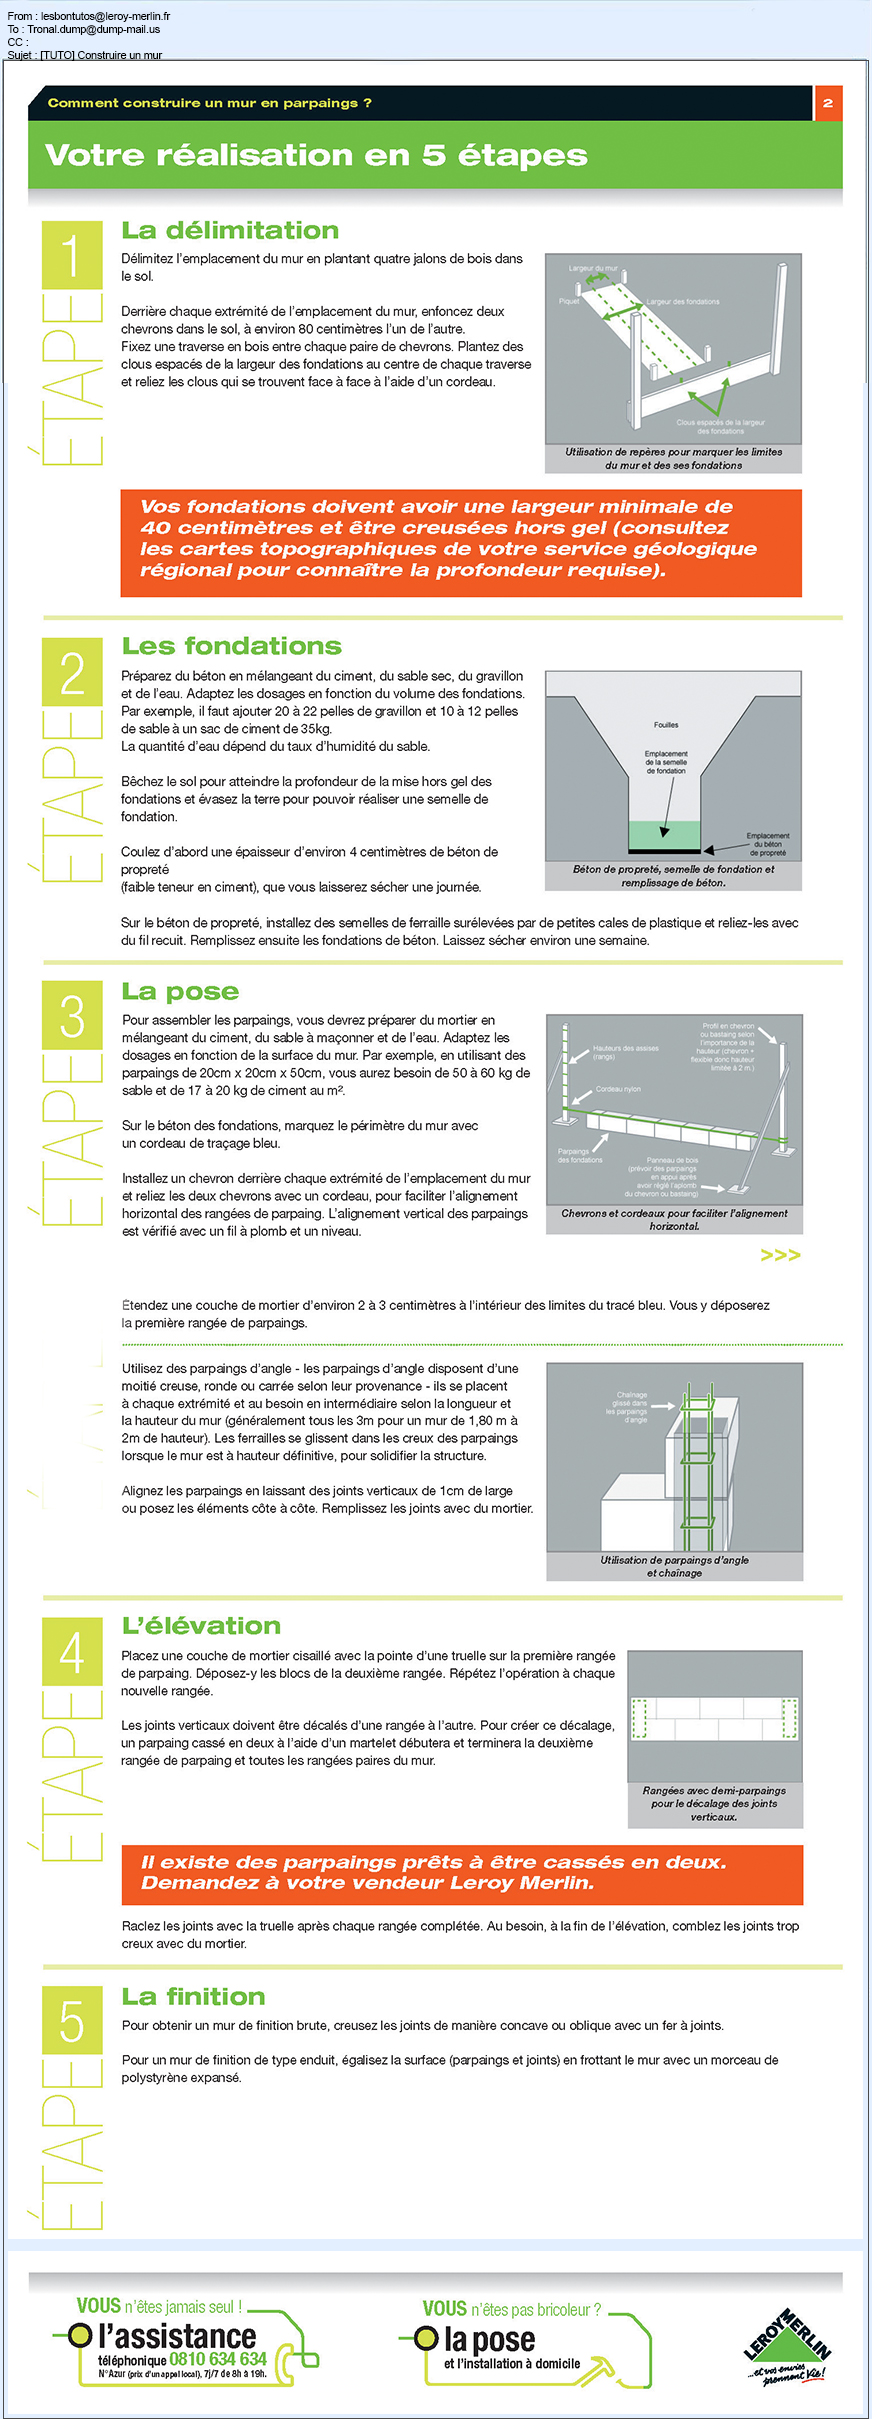 From : lesbontutos@leroy-merlin.fr
To : Tronal.dump@dump-mail.us
CC :
Sujet : [TUTO] Construire un mur
Comment construire un mur en parpaings ?
2
Votre réalisation en 5 étapes
ÉTAPE 1
La délimitation
Délimitez l'emplacement du mur en plantant quatre jalons de bois dans
le sol.
Derrière chaque extrémité de l'emplacement du mur, enfoncez deux
chevrons dans le sol, à environ 80 centimètres l'un de l'autre.
Fixez une traverse en bois entre chaque paire de chevrons. Plantez des
clous espacés de la largeur des fondations au centre de chaque traverse
et reliez les clous qui se trouvent face à face à l'aide d'un cordeau.
Largeur du mur
Piquet
Largeur des fondations
Clous espacés de la largeur
des fondations
Utilisation de repères pour marquer les limites
du mur et des ses fondations
Vos fondations doivent avoir une largeur minimale de
40 centimètres et être creusées hors gel (consultez
les cartes topographiques de votre service géologique
régional pour connaître la profondeur requise).
ÉTAPE 2
Les fondations
Préparez du béton en mélangeant du ciment, du sable sec, du gravillon
et de l'eau. Adaptez les dosages en fonction du volume des fondations.
Par exemple, il faut ajouter 20 à 22 pelles de gravillon et 10 à 12 pelles
de sable à un sac de ciment de 35kg.
La quantité d'eau dépend du taux d'humidité du sable.
Bêchez le sol pour atteindre la profondeur de la mise hors gel des
fondations et évasez la terre pour pouvoir réaliser une semelle de
fondation.
Coulez d'abord une épaisseur d'environ 4 centimètres de béton de
propreté
(faible teneur en ciment), que vous laisserez sécher une journée.
Fouilles
Emplacement
de la semelle
de fondation
Emplacement
du béton
de propreté
Béton de propreté, semelle de fondation et
remplissage de béton.
Sur le béton de propreté, installez des semelles de ferraille surélevées par de petites cales de plastique et reliez-les avec
du fil recuit. Remplissez ensuite les fondations de béton. Laissez sécher environ une semaine.
ÉTAPE 3
La pose
Pour assembler les parpaings, vous devrez préparer du mortier en
mélangeant du ciment, du sable à maçonner et de l'eau. Adaptez les
dosages en fonction de la surface du mur. Par exemple, en utilisant des
parpaings de 20cm x 20cm x 50cm, vous aurez besoin de 50 à 60 kg de
sable et de 17 à 20 kg de ciment au m².
Sur le béton des fondations, marquez le périmètre du mur avec
un cordeau de traçage bleu.
Installez un chevron derrière chaque extrémité de l'emplacement du mur
et reliez les deux chevrons avec un cordeau, pour faciliter l'alignement
horizontal des rangées de parpaing. L'alignement vertical des parpaings
est vérifié avec un fil à plomb et un niveau.
Hauteurs des assises
(rangs)
Cordeau nylon
Profil en chevron
ou bastaing selon
l'importance de la
hauteur (chevron +
flexible donc hauteur
limitée à 2 m.)
Parpaings
des fondations
Panneau de bois
(prévoir des parpaings
en appui après
avoir réglé l'aplomb
du chevron ou bastaing)
Chevrons et cordeaux pour faciliter l'alignement
horizontal.
>>>
Étendez une couche de mortier d'environ 2 à 3 centimètres à l'intérieur des limites du tracé bleu. Vous y déposerez
la première rangée de parpaings.
Utilisez des parpaings d'angle - les parpaings d'angle disposent d'une
moitié creuse, ronde ou carrée selon leur provenance - ils se placent
à chaque extrémité et au besoin en intermédiaire selon la longueur et
la hauteur du mur (généralement tous les 3m pour un mur de 1,80 m à
2m de hauteur). Les ferrailles se glissent dans les creux des parpaings
lorsque le mur est à hauteur définitive, pour solidifier la structure.
Alignez les parpaings en laissant des joints verticaux de 1cm de large
ou posez les éléments côte à côte. Remplissez les joints avec du mortier.
Chaînage
glissé dans
les parpaings
d'angle
Utilisation de parpaings d'angle
et chaînage
ÉTAPE 4
L'élévation
Placez une couche de mortier cisaillé avec la pointe d'une truelle sur la première rangée
de parpaing. Déposez-y les blocs de la deuxième rangée. Répétez l'opération à chaque
nouvelle rangée.
Les joints verticaux doivent être décalés d'une rangée à l'autre. Pour créer ce décalage,
un parpaing cassé en deux à l'aide d'un martelet débutera et terminera la deuxième
rangée de parpaing et toutes les rangées paires du mur.
Rangées avec demi-parpaings
pour le décalage des joints
verticaux.
Il existe des parpaings prêts à être cassés en deux.
Demandez à votre vendeur Leroy Merlin.
Raclez les joints avec la truelle après chaque rangée complétée. Au besoin, à la fin de l'élévation, comblez les joints trop
creux avec du mortier.
ÉTAPE 5
La finition
Pour obtenir un mur de finition brute, creusez les joints de manière concave ou oblique avec un fer à joints.
Pour un mur de finition de type enduit, égalisez la surface (parpaings et joints) en frottant le mur avec un morceau de
polystyrène expansé.
VOUS n'êtes jamais seul !
l'assistance
téléphonique 0810 634 634
N°Azur (prix d'un appel local), 7j/7 de 8h à 19h.
VOUS n'êtes pas bricoleur ?
la pose
et l'installation à domicile
LEROY MERLIN
...et vos envies
prennent Vie!